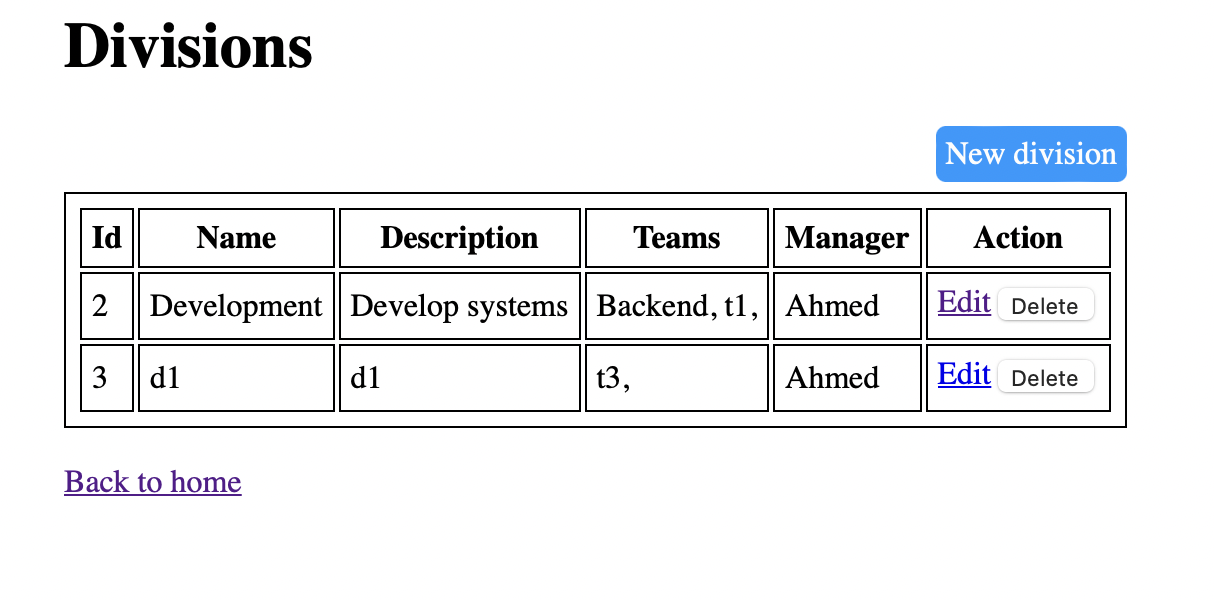 Divisions
New division
Id Name Description Teams Manager Action
2 Development Develop systems Backend, t1, Ahmed Edit Delete
3 d1 d1 t3, Ahmed Edit Delete
Back to home